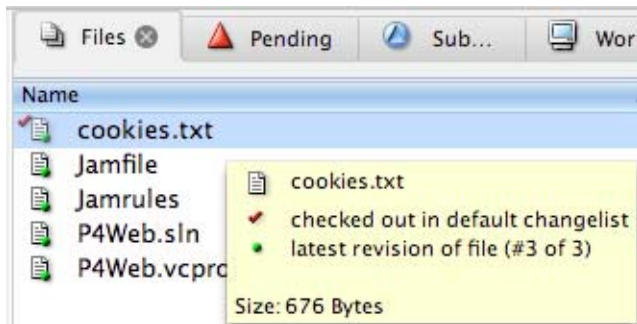 Files Pending Sub... Wor
Name
cookies.txt
Jamfile
Jamrules
P4Web.sln
P4Web.vcpro
cookies.txt
checked out in default changelist
latest revision of file (#3 of 3)
Size: 676 Bytes